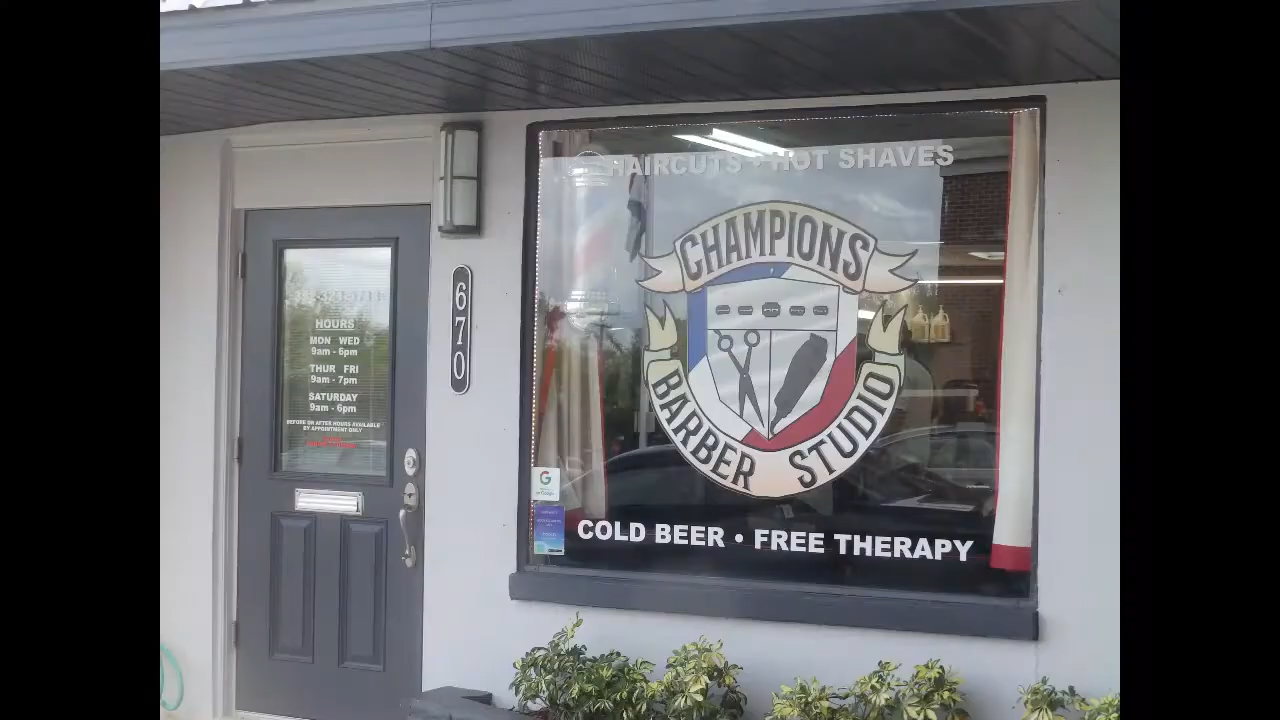 HAIRCUTS • HOT SHAVES
CHAMPIONS
BARBER STUDIO
COLD BEER • FREE THERAPY
670
HOURS
MON WED
9am - 6pm
THUR FRI
9am - 7pm
SATURDAY
9am - 6pm
BEFORE OR AFTER HOURS AVAILABLE
BY APPOINTMENT ONLY
G